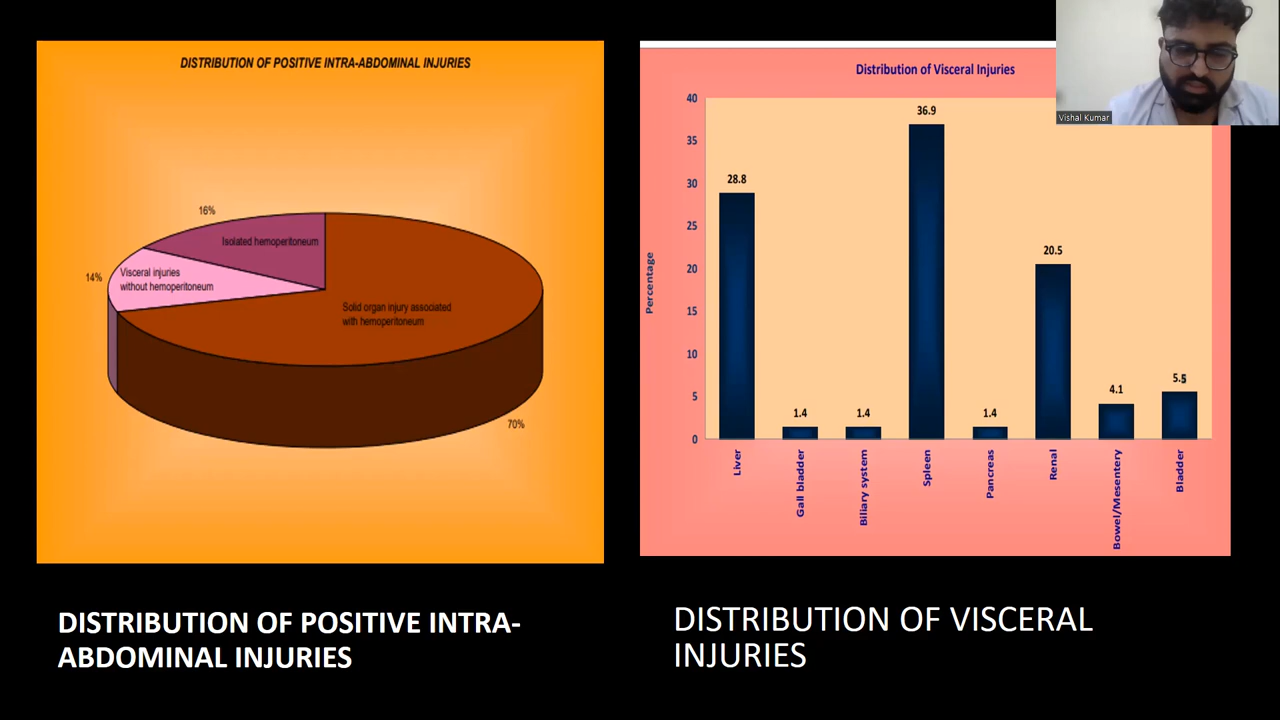 DISTRIBUTION OF POSITIVE INTRA-ABDOMINAL INJURIES
16%
Isolated hemoperitoneum
14%
Visceral injuries
without hemoperitoneum
Solid organ injury associated
with hemoperitoneum
70%
DISTRIBUTION OF POSITIVE INTRA-
ABDOMINAL INJURIES
Distribution of Visceral Injuries
Vishal Kumar
Percentage
40
35
30
25
20
15
10
5
0
28.8
1.4
1.4
36.9
1.4
20.5
4.1
5.5
Liver
Gall bladder
Biliary system
Spleen
Pancreas
Renal
Bowel/Mesentery
Bladder
DISTRIBUTION OF VISCERAL
INJURIES